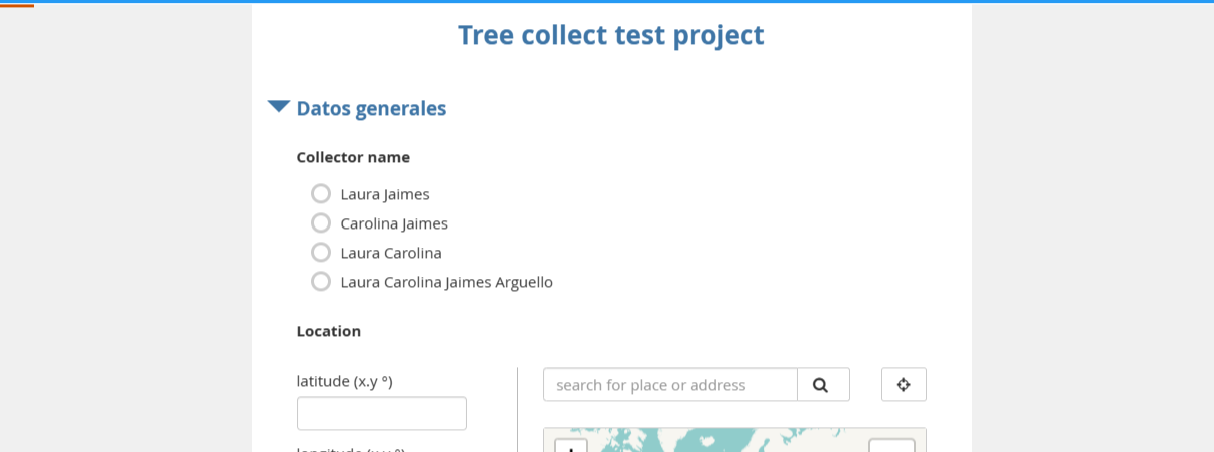 Tree collect test project
Datos generales
Collector name
Laura Jaimes
Carolina Jaimes
Laura Carolina
Laura Carolina Jaimes Arguello
Location
latitude (x.y °)
search for place or address